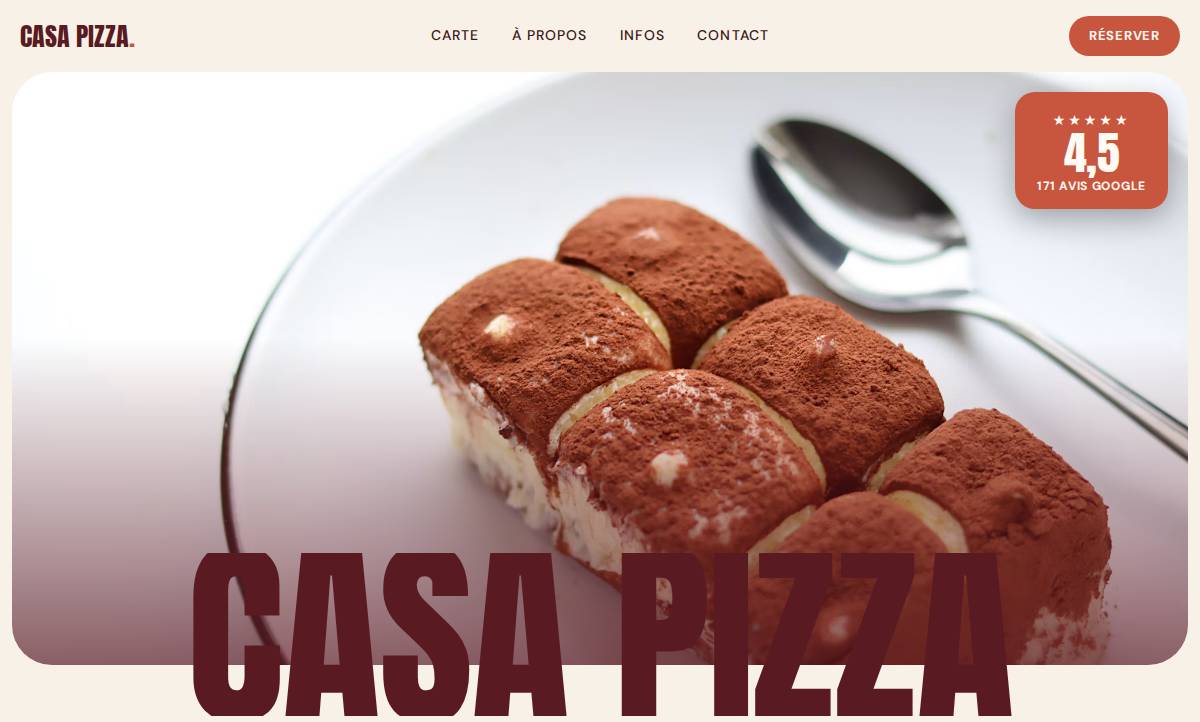 CASA PIZZA.
CARTE
À PROPOS
INFOS
CONTACT
RÉSERVER
★★★★★
4,5
171 AVIS GOOGLE
CASA PIZZA